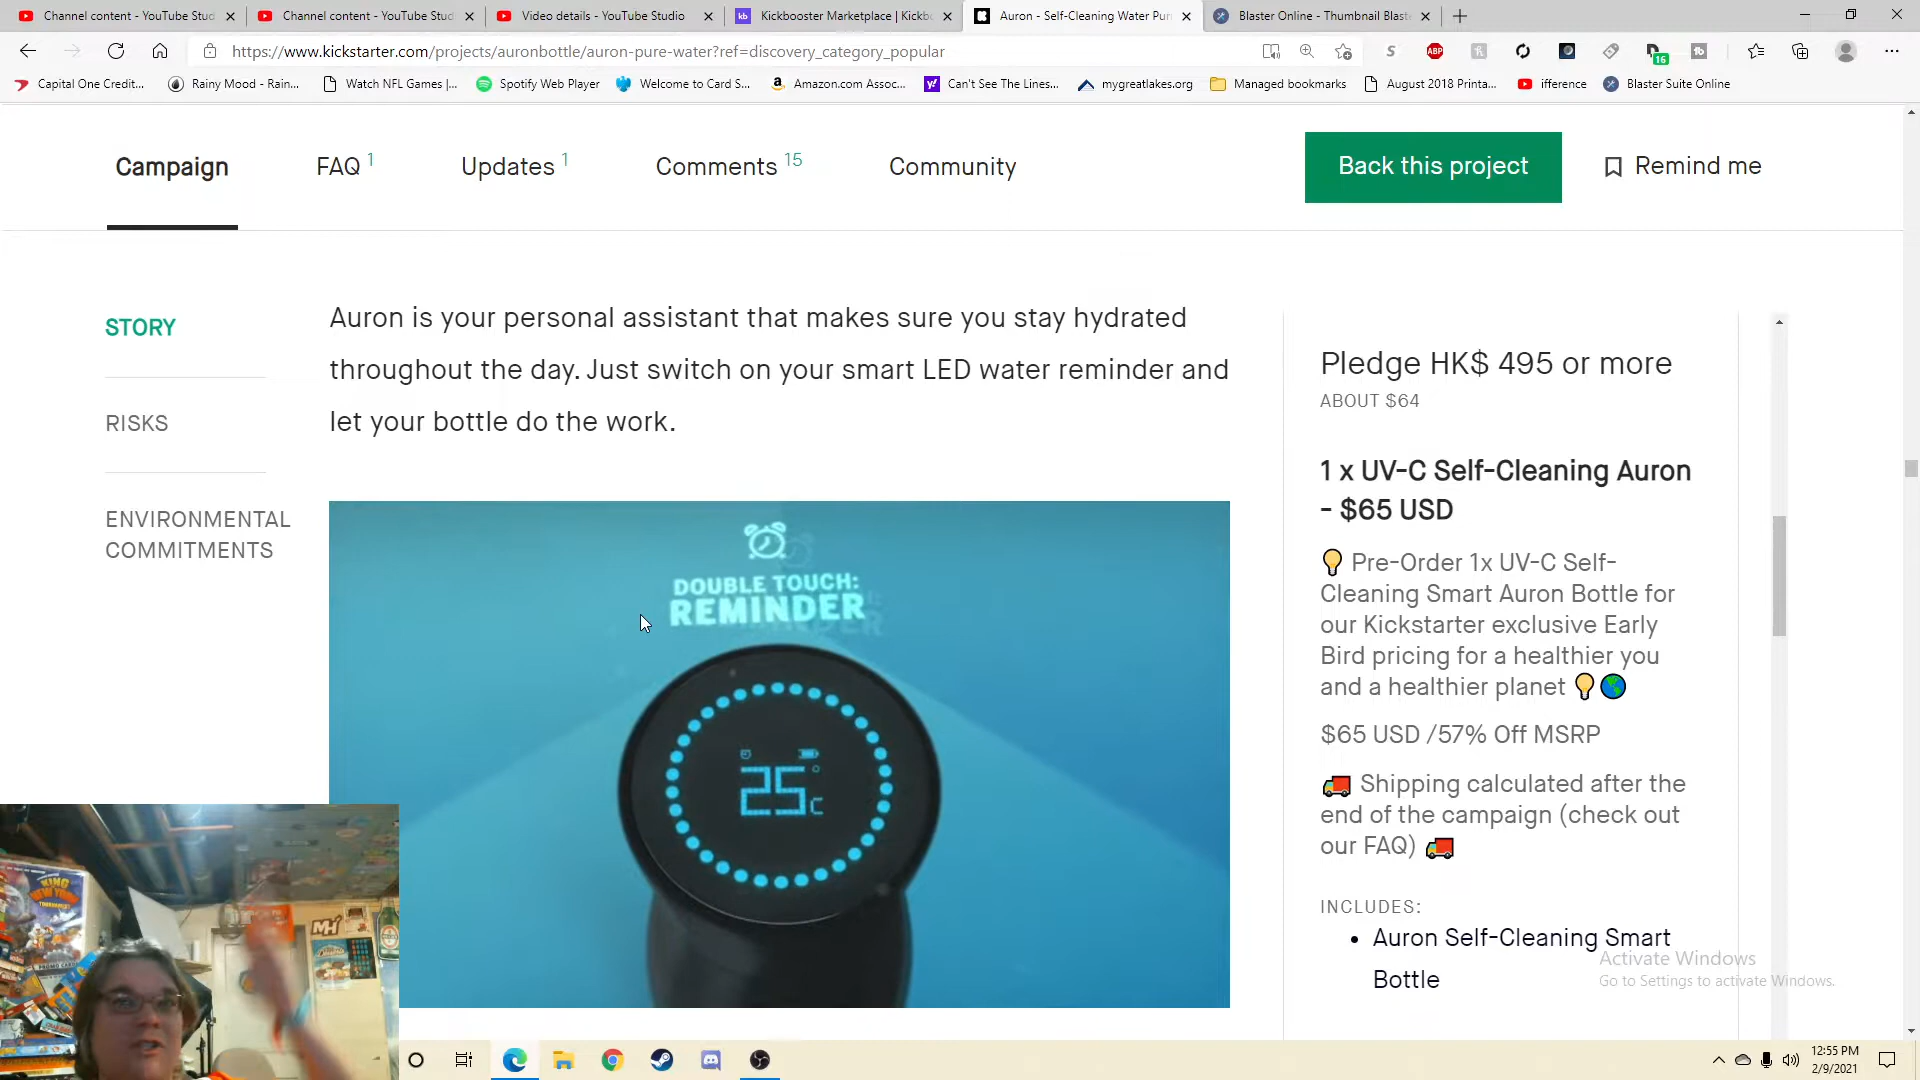 Channel content - YouTube Stud
Channel content - YouTube Stud
Video details - YouTube Studio
Kickbooster Marketplace | Kickbo
Auron - Self-Cleaning Water Pur
Blaster Online - Thumbnail Blast
https://www.kickstarter.com/projects/auronbottle/auron-pure-water?ref=discovery_category_popular
ABP
16
Capital One Credit...
Rainy Mood - Rain...
Watch NFL Games |...
Spotify Web Player
Welcome to Card S...
Amazon.com Assoc...
Can't See The Lines...
mygreatlakes.org
Managed bookmarks
August 2018 Printa...
ifference
Blaster Suite Online
Campaign
FAQ 1
Updates 1
Comments 15
Community
Back this project
Remind me
STORY
RISKS
ENVIRONMENTAL
COMMITMENTS
Auron is your personal assistant that makes sure you stay hydrated
throughout the day. Just switch on your smart LED water reminder and
let your bottle do the work.
DOUBLE TOUCH:
REMINDER
25°C
Pledge HK$ 495 or more
ABOUT $64
1 x UV-C Self-Cleaning Auron
- $65 USD
Pre-Order 1x UV-C Self-
Cleaning Smart Auron Bottle for
our Kickstarter exclusive Early
Bird pricing for a healthier you
and a healthier planet
$65 USD /57% Off MSRP
Shipping calculated after the
end of the campaign (check out
our FAQ)
INCLUDES:
• Auron Self-Cleaning Smart
Bottle
Activate Windows
Go to Settings to activate Windows.
KING
NEW YORK
MH
12:55 PM
2/9/2021